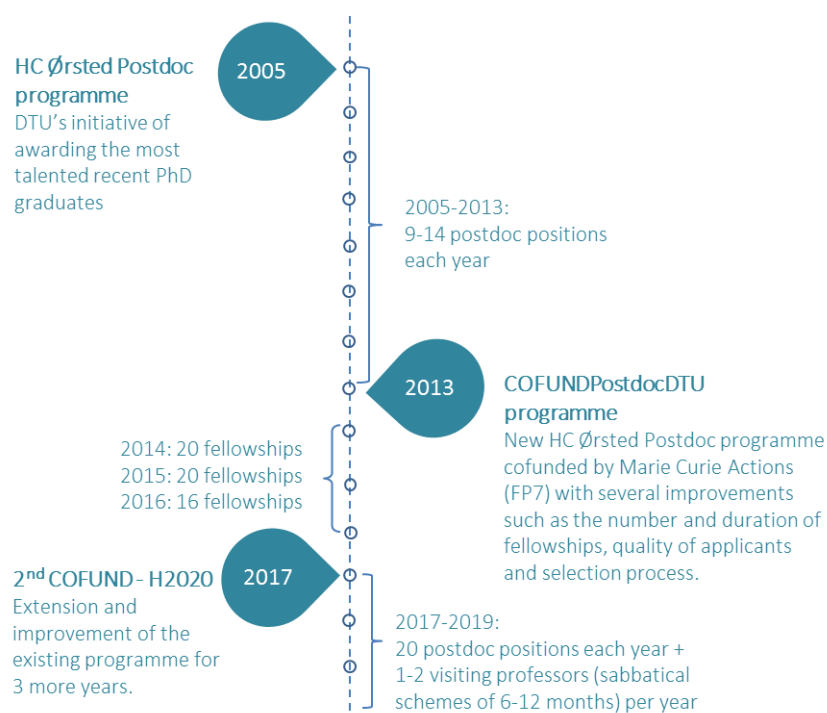 2005
HC Ørsted Postdoc
programme
DTU's initiative of
awarding the most
talented recent PhD
graduates
2005-2013:
9-14 postdoc positions
each year
2013
COFUNDPostdocDTU
programme
New HC Ørsted Postdoc programme
cofunded by Marie Curie Actions
(FP7) with several improvements
such as the number and duration of
fellowships, quality of applicants
and selection process.
2014: 20 fellowships
2015: 20 fellowships
2016: 16 fellowships
2017
2nd COFUND - H2020
Extension and
improvement of the
existing programme for
3 more years.
2017-2019:
20 postdoc positions each year +
1-2 visiting professors (sabbatical
schemes of 6-12 months) per year